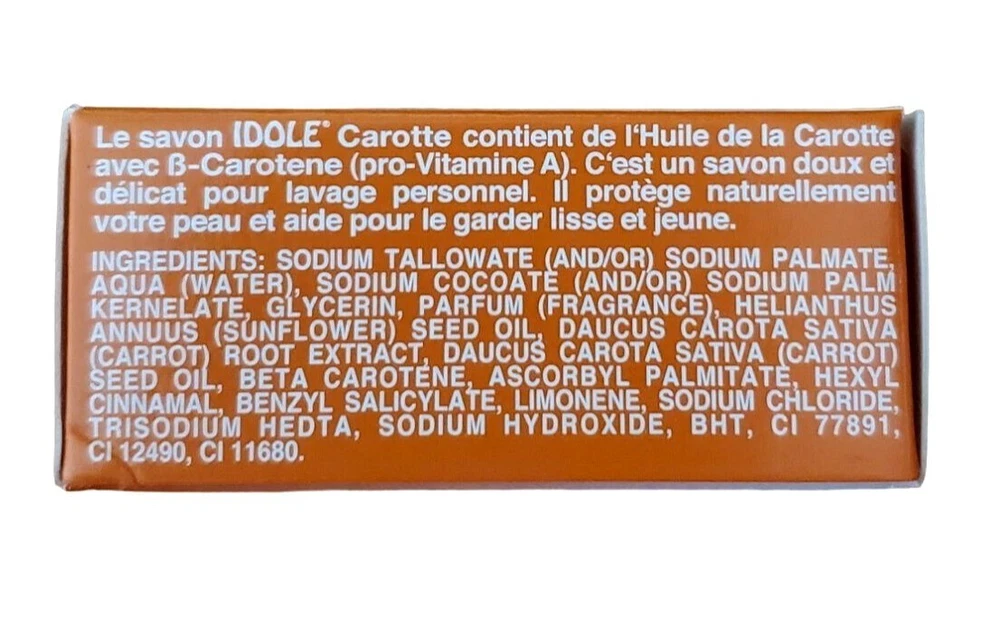 Le savon IDOLE® Carotte contient de l'Huile de la Carotte
avec ß-Carotene (pro-Vitamine A). C'est un savon doux et
délicat pour lavage personnel. Il protège naturellement
votre peau et aide pour le garder lisse et jeune.
INGREDIENTS: SODIUM TALLOWATE (AND/OR) SODIUM PALMATE,
AQUA (WATER), SODIUM COCOATE (AND/OR) SODIUM PALM
KERNELATE, GLYCERIN, PARFUM (FRAGRANCE), HELIANTHUS
ANNUUS (SUNFLOWER) SEED OIL, DAUCUS CAROTA SATIVA
(CARROT) ROOT EXTRACT, DAUCUS CAROTA SATIVA (CARROT)
SEED OIL, BETA CAROTENE, ASCORBYL PALMITATE, HEXYL
CINNAMAL, BENZYL SALICYLATE, LIMONENE, SODIUM CHLORIDE,
TRISODIUM HEDTA, SODIUM HYDROXIDE, BHT, CI 77891,
CI 12490, CI 11680.